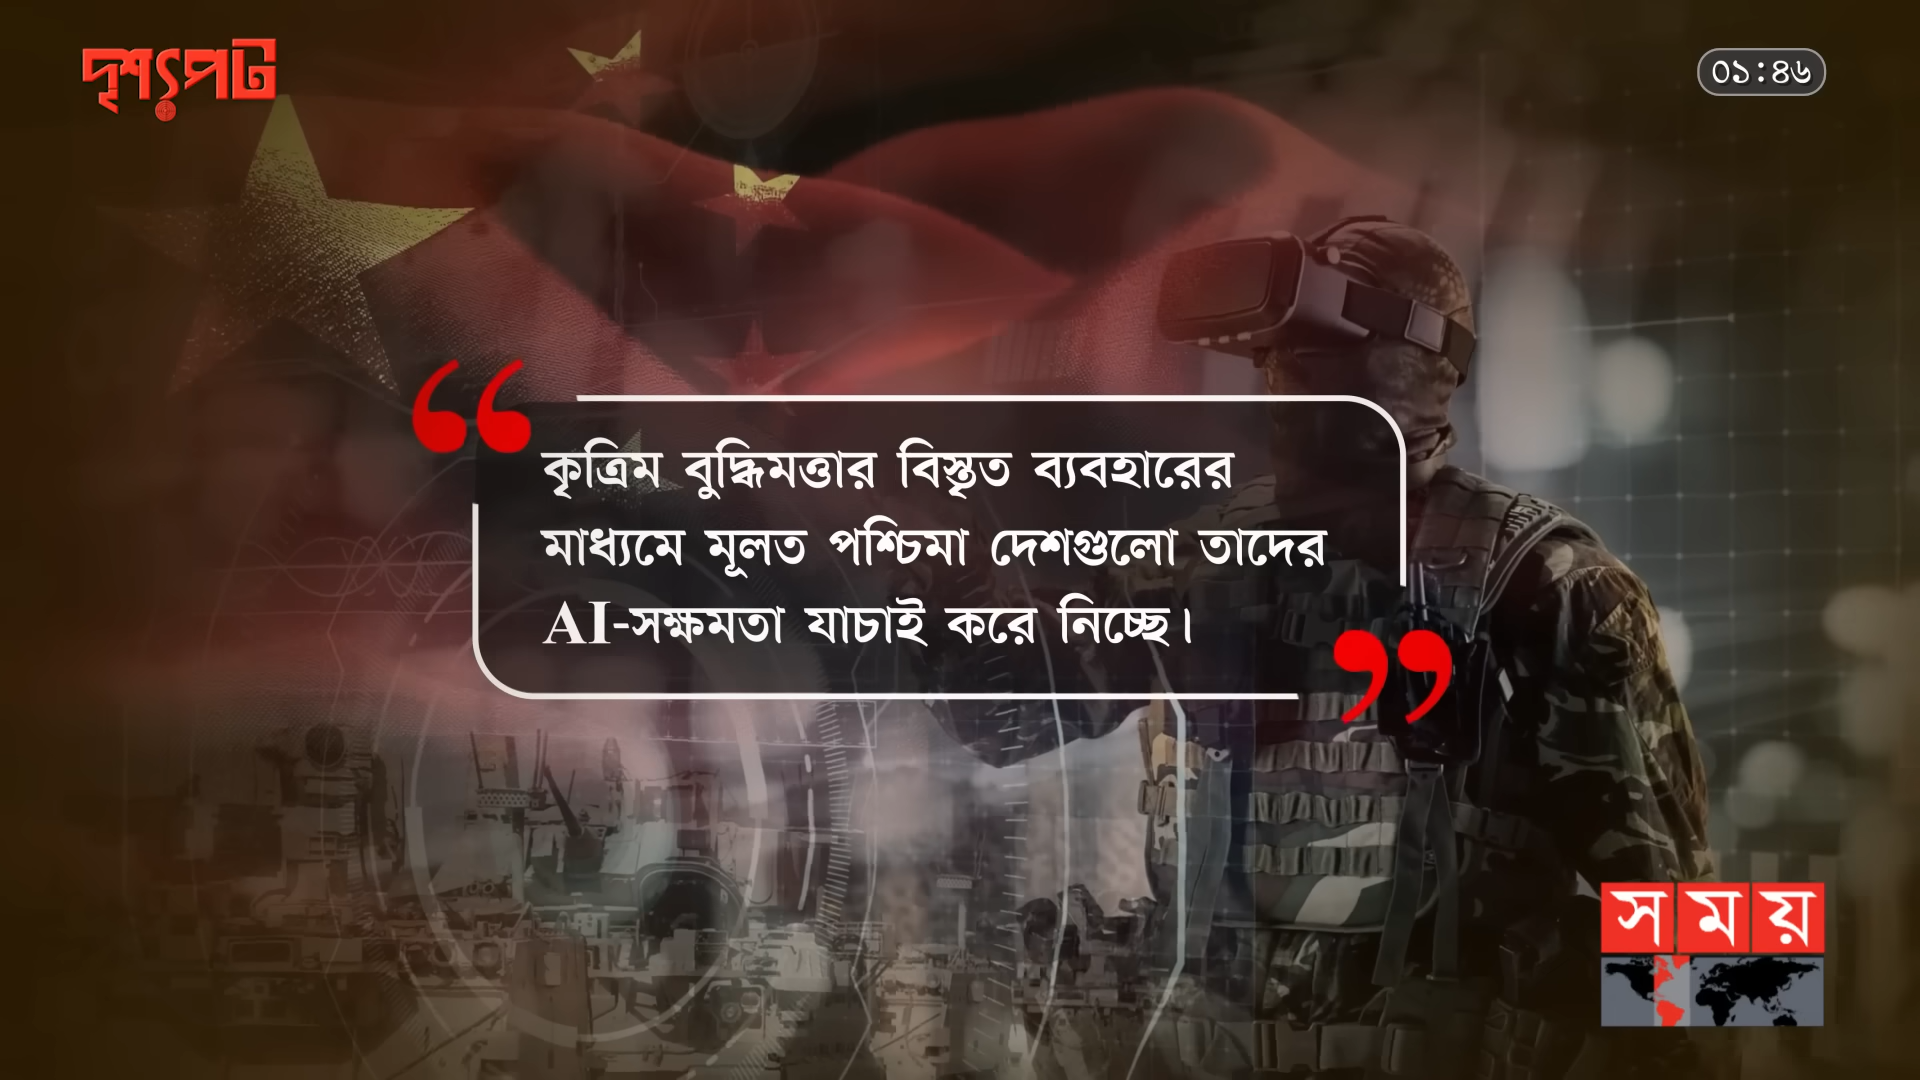 দৃশ্যপট
০১:৪৬
কৃত্রিম বুদ্ধিমত্তার বিস্তৃত ব্যবহারের
মাধ্যমে মূলত পশ্চিমা দেশগুলো তাদের
AI-সক্ষমতা যাচাই করে নিচ্ছে।
সময়